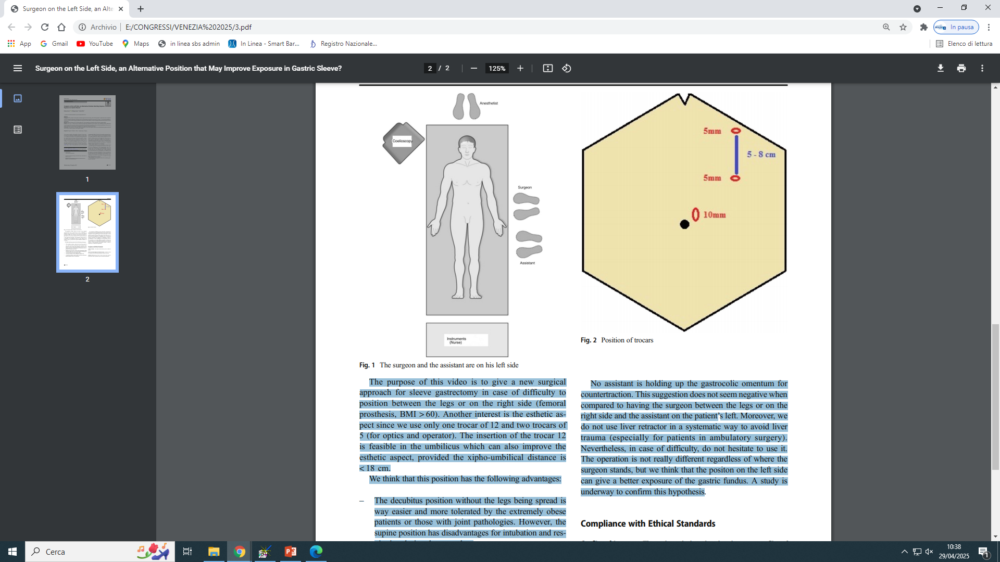 Surgeon on the Left Side, an Alte
Archivio
E:/CONGRESSI/VENEZIA%202025/3.pdf
In pausa
App
Gmail
YouTube
Maps
in linea sbs admin
In Linea - Smart Bar...
Registro Nazionale...
Elenco di lettura
Surgeon on the Left Side, an Alternative Position that May Improve Exposure in Gastric Sleeve?
2 / 2
125%
1
2
Anesthetist
Coelioscopy
Surgeon
Assistant
Instruments
(Nurse)
Fig. 1 The surgeon and the assistant are on his left side
The purpose of this video is to give a new surgical
approach for sleeve gastrectomy in case of difficulty to
position between the legs or on the right side (femoral
prosthesis, BMI > 60). Another interest is the esthetic as-
pect since we use only one trocar of 12 and two trocars of
5 (for optics and operator). The insertion of the trocar 12
is feasible in the umbilicus which can also improve the
esthetic aspect, provided the xipho-umbilical distance is
< 18 cm.
We think that this position has the following advantages:
– The decubitus position without the legs being spread is
way easier and more tolerated by the extremely obese
patients or those with joint pathologies. However, the
supine position has disadvantages for intubation and res-
5mm
5 - 8 cm
5mm
10mm
Fig. 2 Position of trocars
No assistant is holding up the gastrocolic omentum for
countertraction. This suggestion does not seem negative when
compared to having the surgeon between the legs or on the
right side and the assistant on the patient's left. Moreover, we
do not use liver retractor in a systematic way to avoid liver
trauma (especially for patients in ambulatory surgery).
Nevertheless, in case of difficulty, do not hesitate to use it.
The operation is not really different regardless of where the
surgeon stands, but we think that the positon on the left side
can give a better exposure of the gastric fundus. A study is
underway to confirm this hypothesis.
Compliance with Ethical Standards
Cerca
10:38
29/04/2025
1